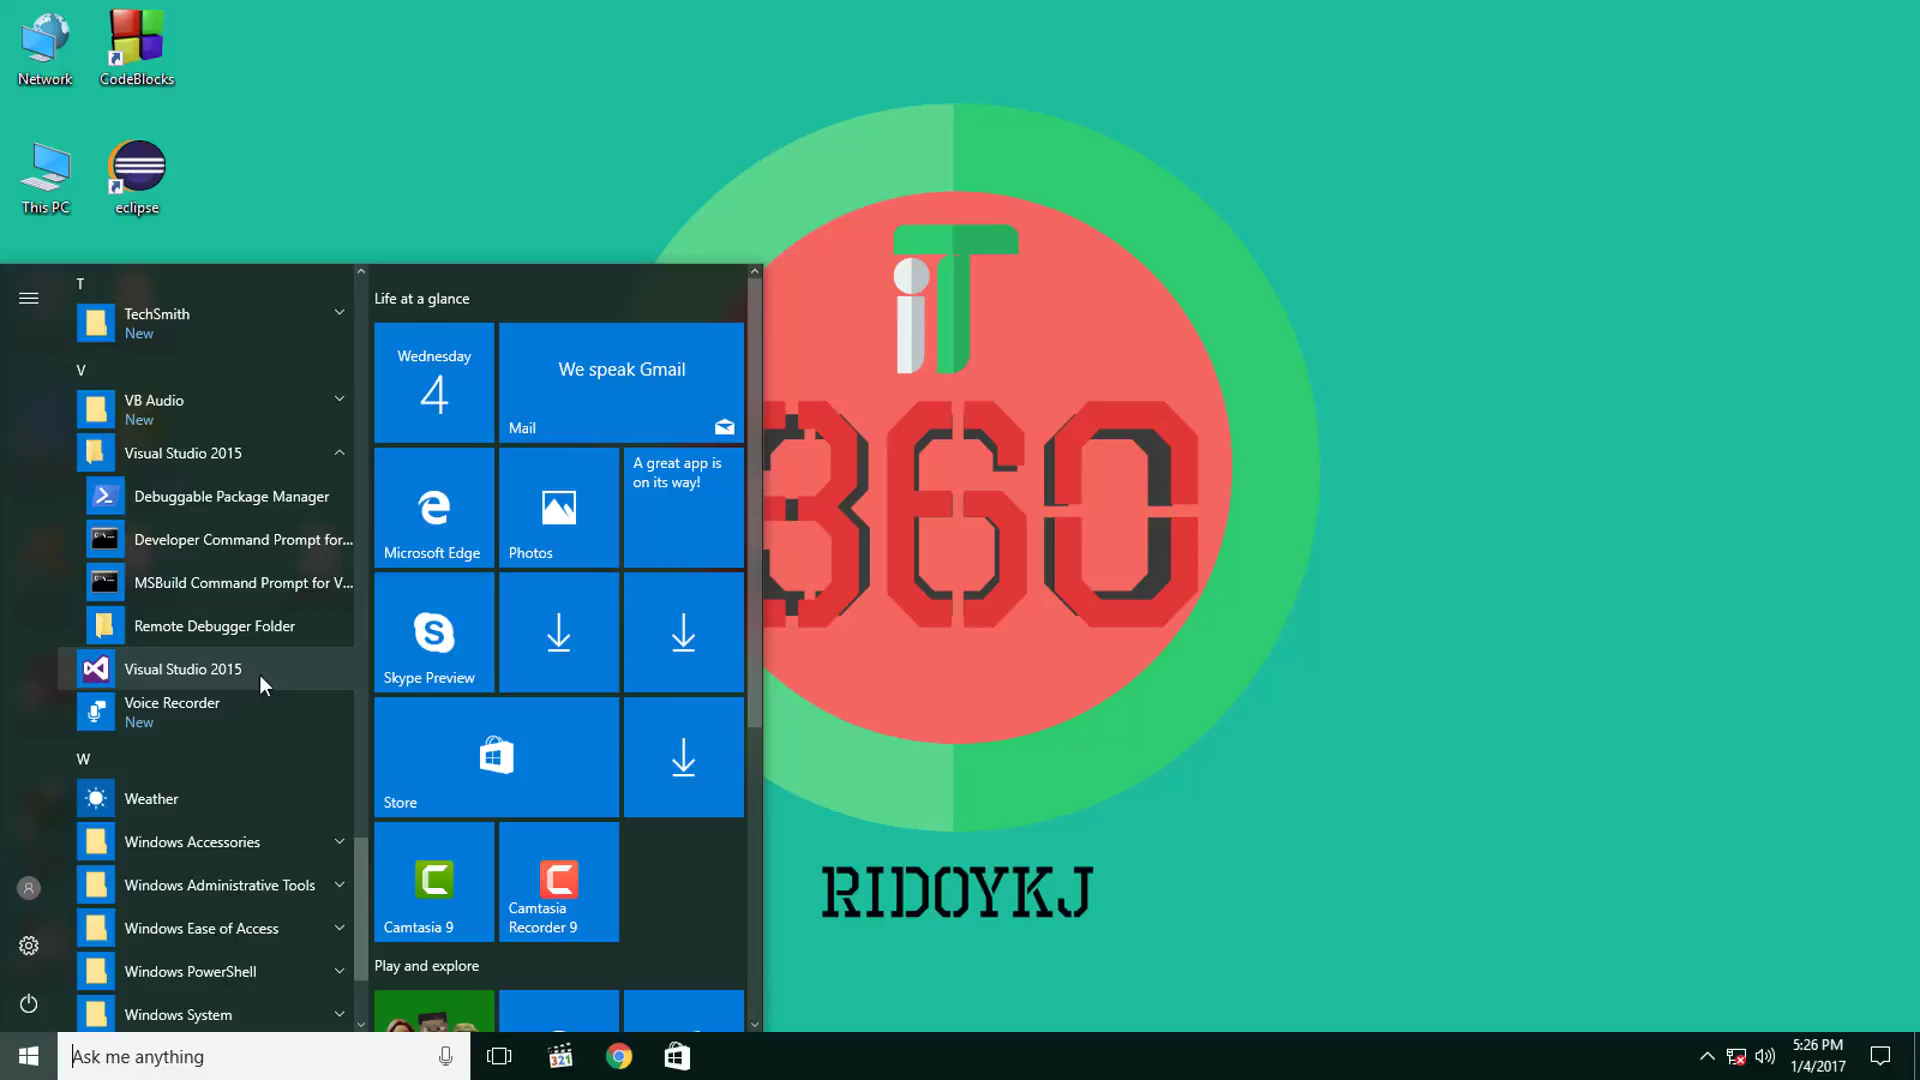 Network
CodeBlocks
This PC
eclipse
T
TechSmith
New
V
VB Audio
New
Visual Studio 2015
Debuggable Package Manager
Developer Command Prompt for...
MSBuild Command Prompt for V...
Remote Debugger Folder
Visual Studio 2015
Voice Recorder
New
W
Weather
Windows Accessories
Windows Administrative Tools
Windows Ease of Access
Windows PowerShell
Windows System
Life at a glance
Wednesday
4
We speak Gmail
Mail
Microsoft Edge
Photos
A great app is
on its way!
Skype Preview
Store
Camtasia 9
Camtasia
Recorder 9
Play and explore
iT
360
RIDOYKJ
Ask me anything
321
5:26 PM
1/4/2017